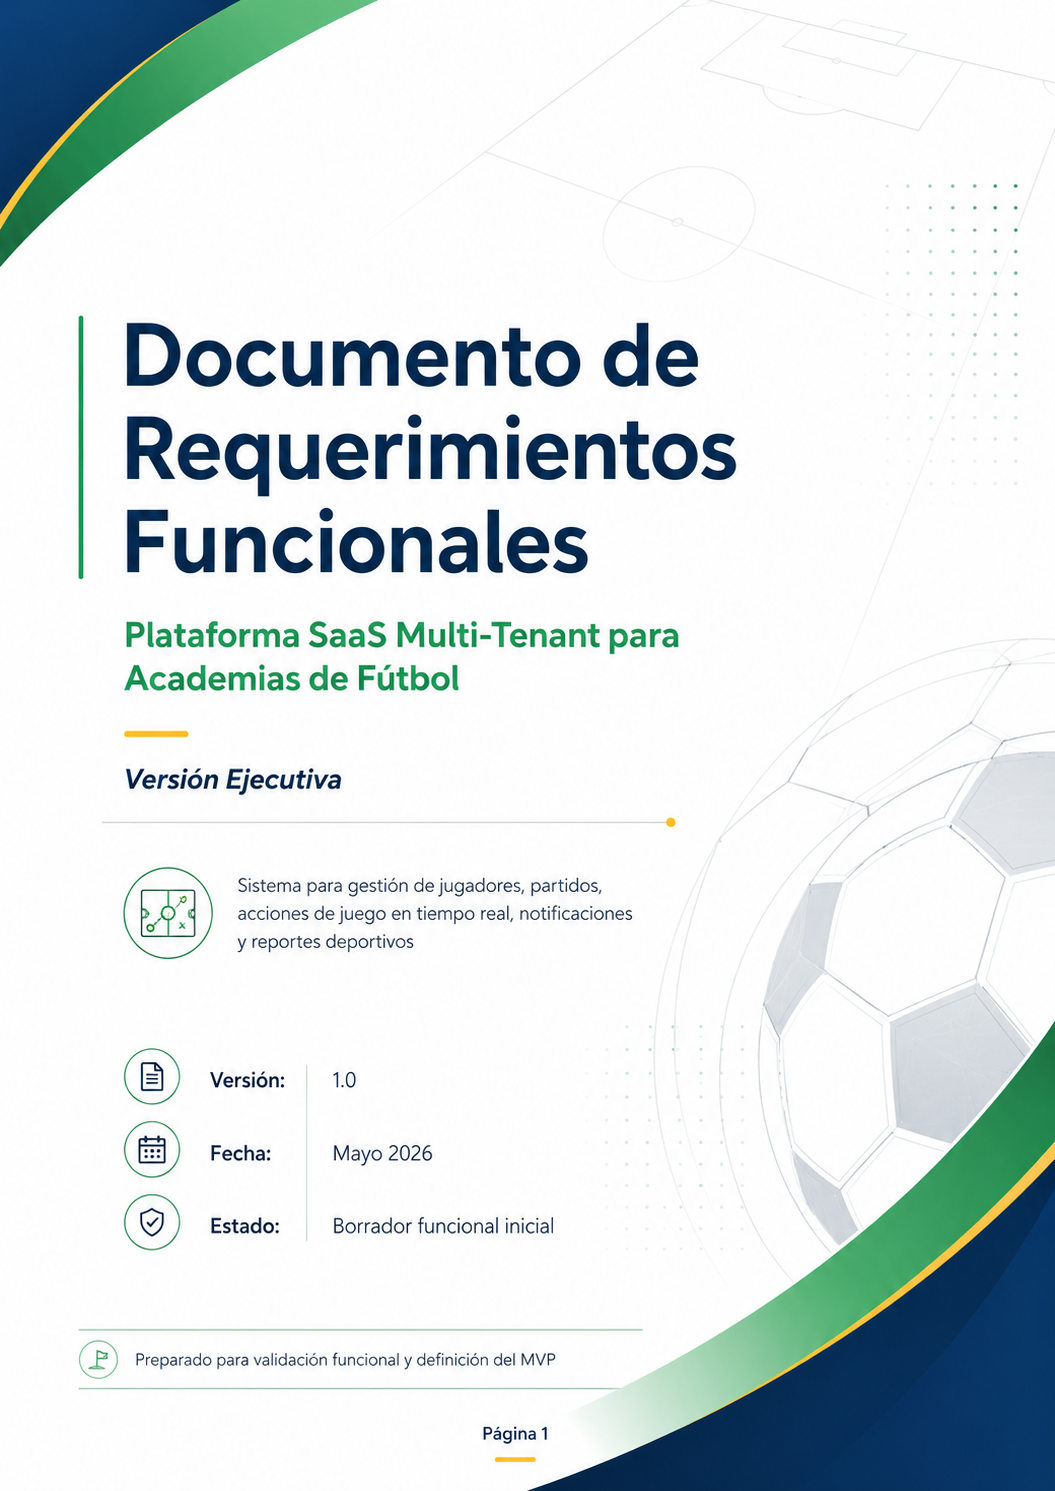 Documento de
Requerimientos
Funcionales
Plataforma SaaS Multi-Tenant para
Academias de Fútbol
Versión Ejecutiva
Sistema para gestión de jugadores, partidos,
acciones de juego en tiempo real, notificaciones
y reportes deportivos
Versión: 1.0
Fecha: Mayo 2026
Estado: Borrador funcional inicial
Preparado para validación funcional y definición del MVP
Página 1